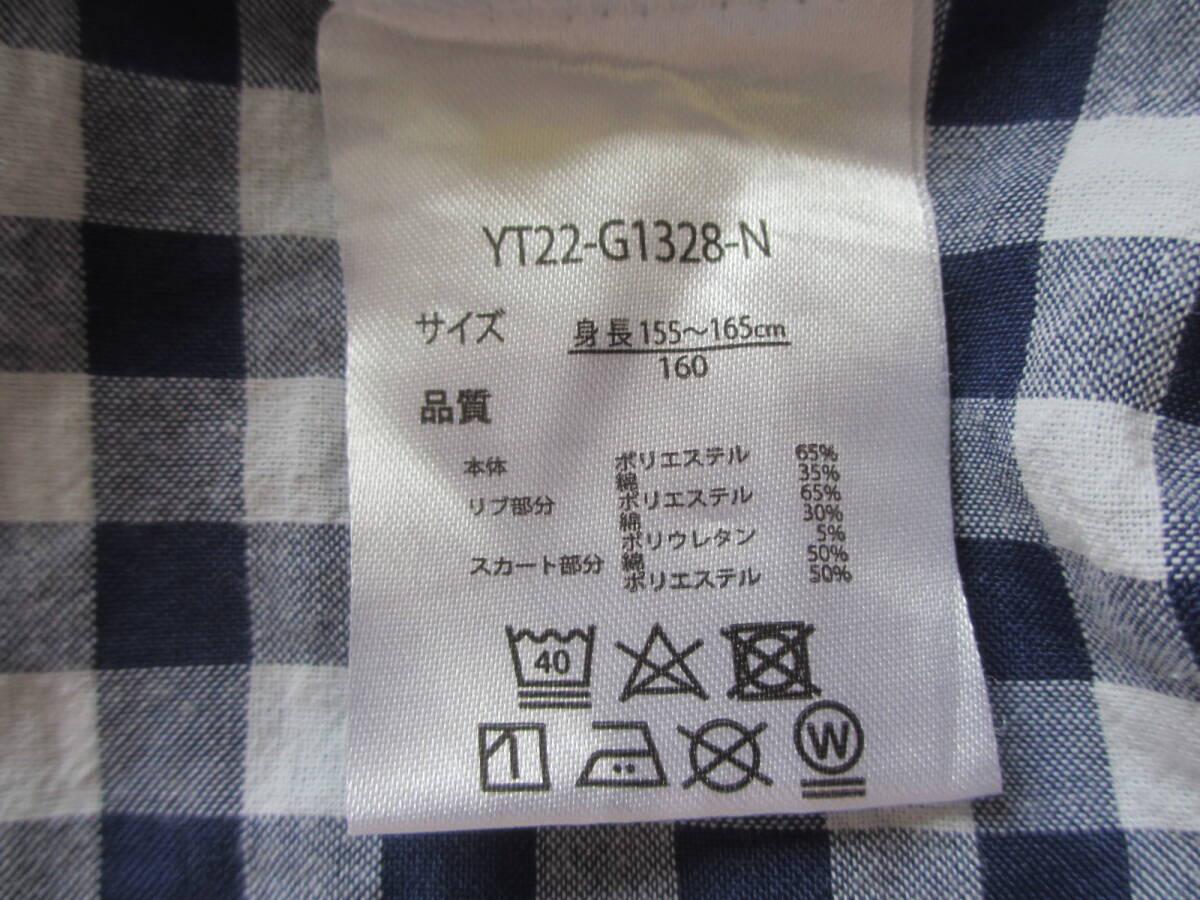 YT22-G1328-N
サイズ 身長155〜165cm
160
品質
本体 ポリエステル 65%
綿 35%
リブ部分 ポリエステル 65%
綿 30%
ポリウレタン 5%
スカート部分 綿 50%
ポリエステル 50%
40
W